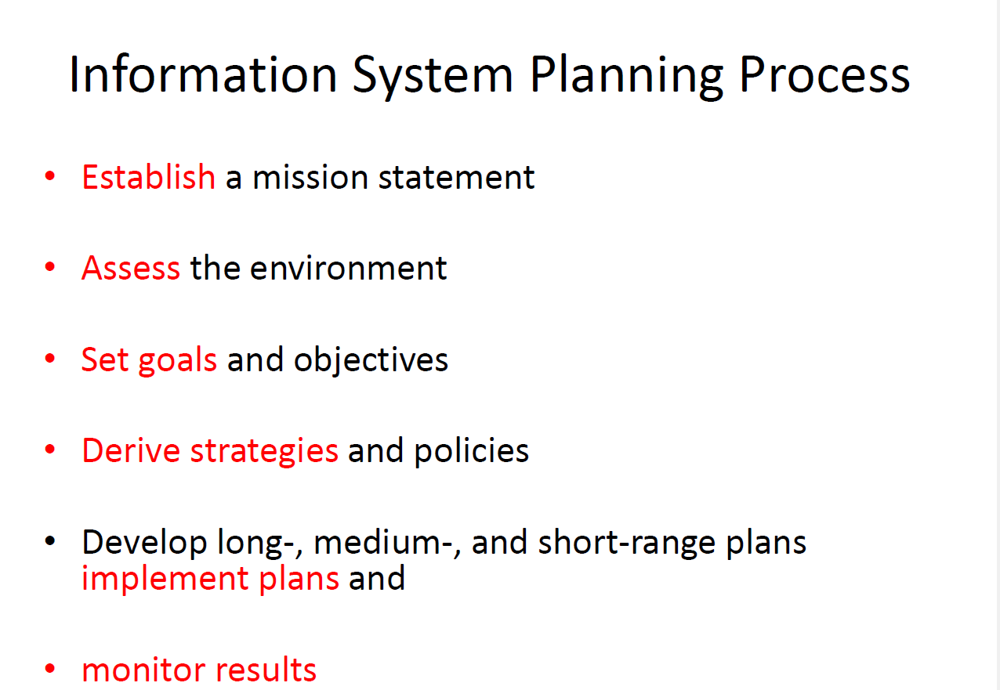 Information System Planning Process
• Establish a mission statement
• Assess the environment
• Set goals and objectives
• Derive strategies and policies
• Develop long-, medium-, and short-range plans
implement plans and
• monitor results